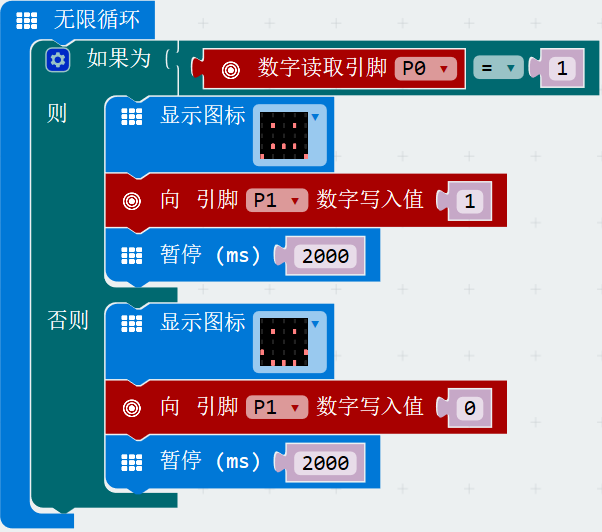 无限循环
如果为 数字读取引脚 P0 = 1
则
显示图标
向 引脚 P1 数字写入值 1
暂停 (ms) 2000
否则
显示图标
向 引脚 P1 数字写入值 0
暂停 (ms) 2000